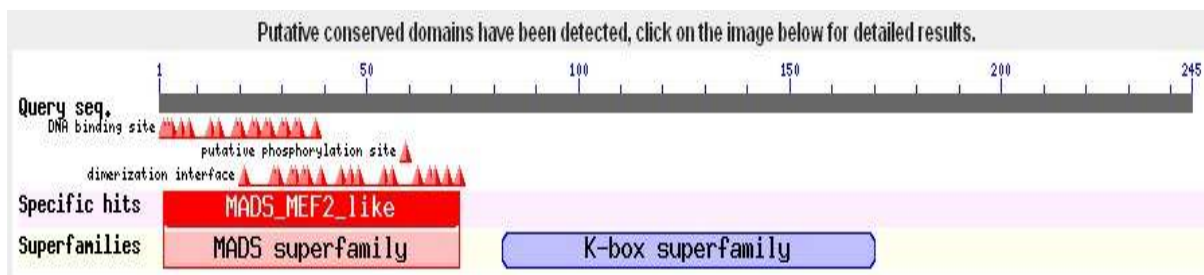 Putative conserved domains have been detected, click on the image below for detailed results.
1 50 100 150 200 245
Query seq.
DNA binding site
putative phosphorylation site
dimerization interface
Specific hits MADS_MEF2_like
Superfamilies MADS superfamily K-box superfamily